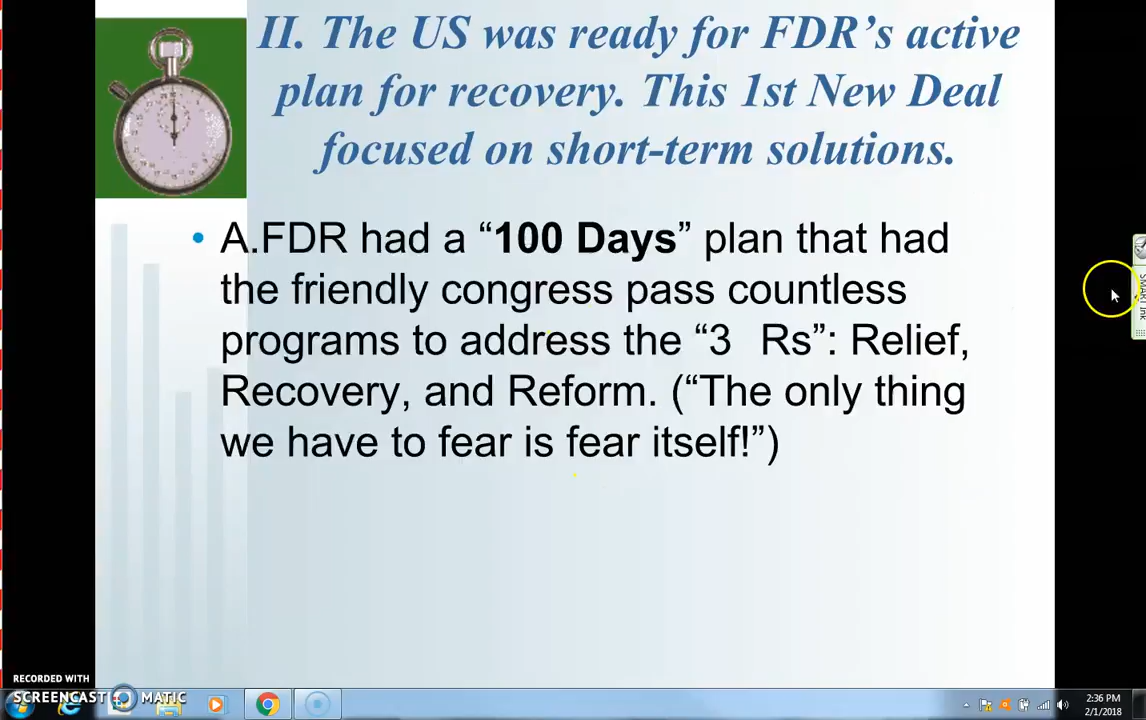 II. The US was ready for FDR’s active
plan for recovery. This 1st New Deal
focused on short-term solutions.
• A.FDR had a “100 Days” plan that had
the friendly congress pass countless
programs to address the “3 Rs”: Relief,
Recovery, and Reform. (“The only thing
we have to fear is fear itself!”)
SMART Ink
RECORDED WITH
SCREENCAST MATIC
2:36 PM
2/1/2018